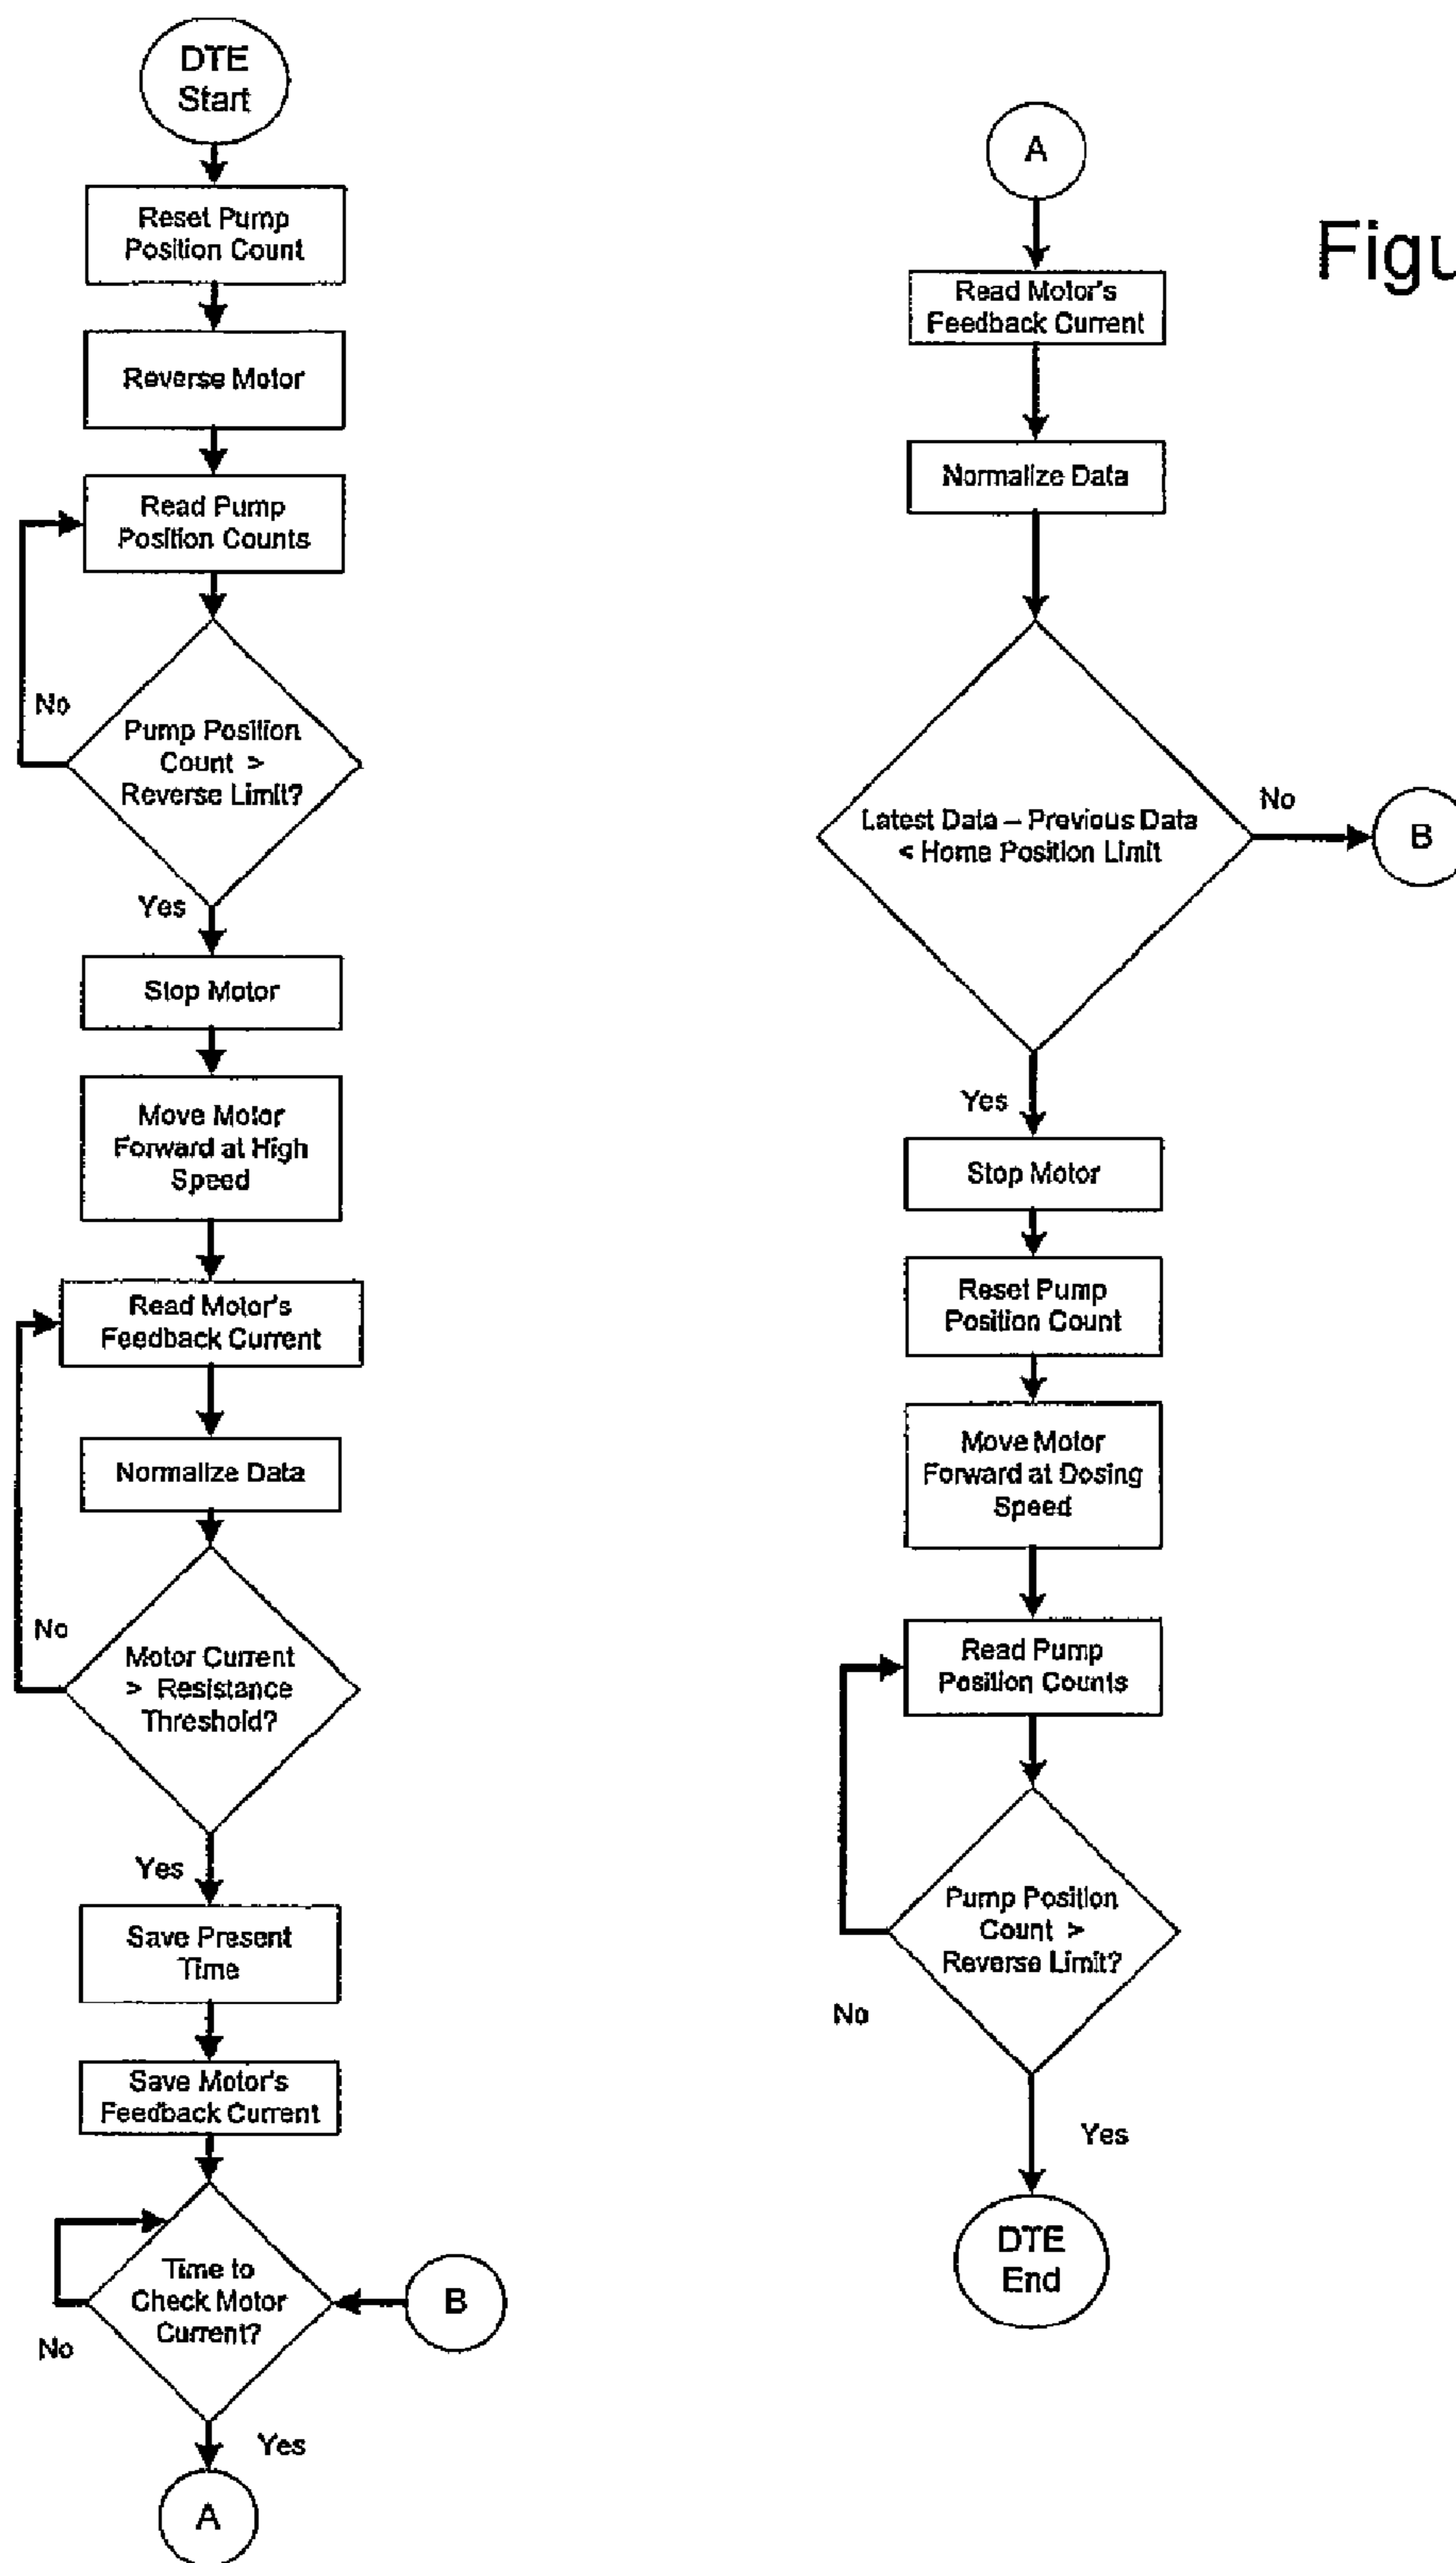 DTE
Start
Reset Pump
Position Count
Reverse Motor
Read Pump
Position Counts
No
Pump Position
Count >
Reverse Limit?
Yes
Stop Motor
Move Motor
Forward at High
Speed
Read Motor's
Feedback Current
Normalize Data
No
Motor Current
> Resistance
Threshold?
Yes
Save Present
Time
Save Motor's
Feedback Current
Time to
Check Motor
Current?
B
No
Yes
A
A
Figu
Read Motor's
Feedback Current
Normalize Data
Latest Data – Previous Data
< Home Position Limit
No
B
Yes
Stop Motor
Reset Pump
Position Count
Move Motor
Forward at Dosing
Speed
Read Pump
Position Counts
Pump Position
Count >
Reverse Limit?
No
Yes
DTE
End